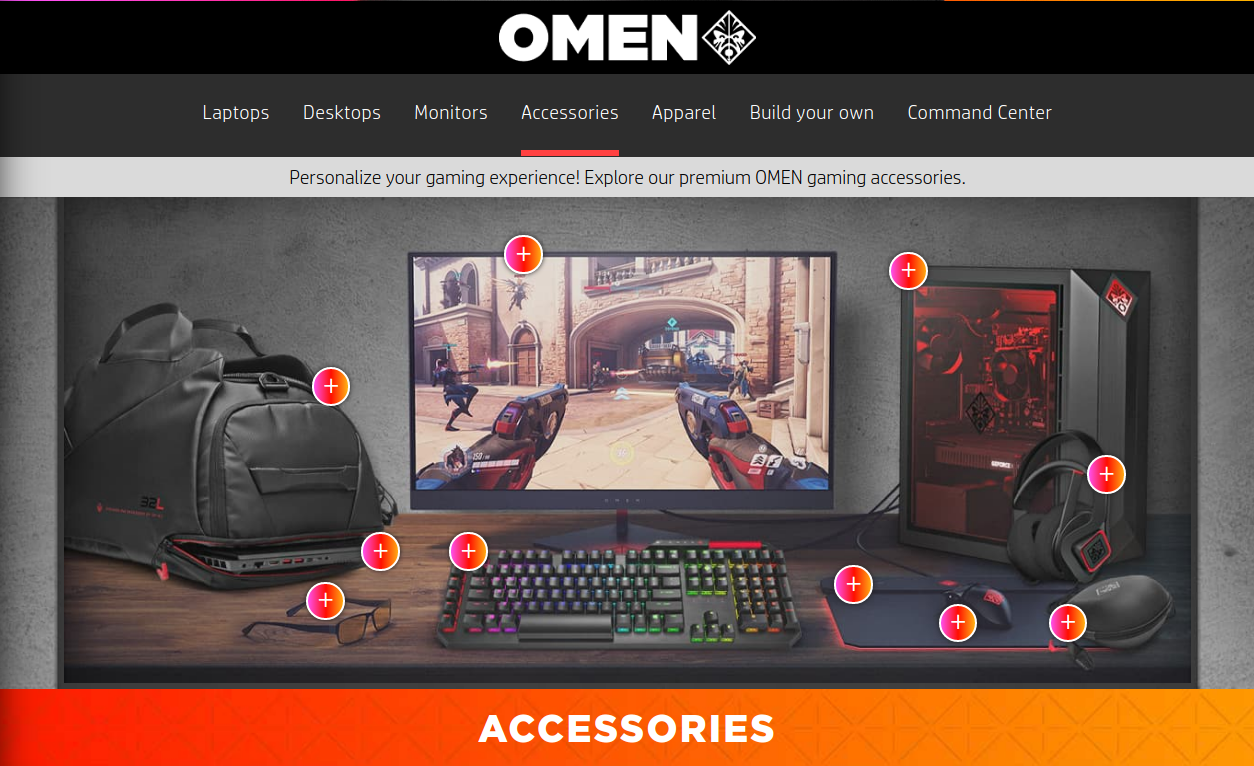 OMEN
Laptops Desktops Monitors Accessories Apparel Build your own Command Center
Personalize your gaming experience! Explore our premium OMEN gaming accessories.
32L
OMEN
ACCESSORIES